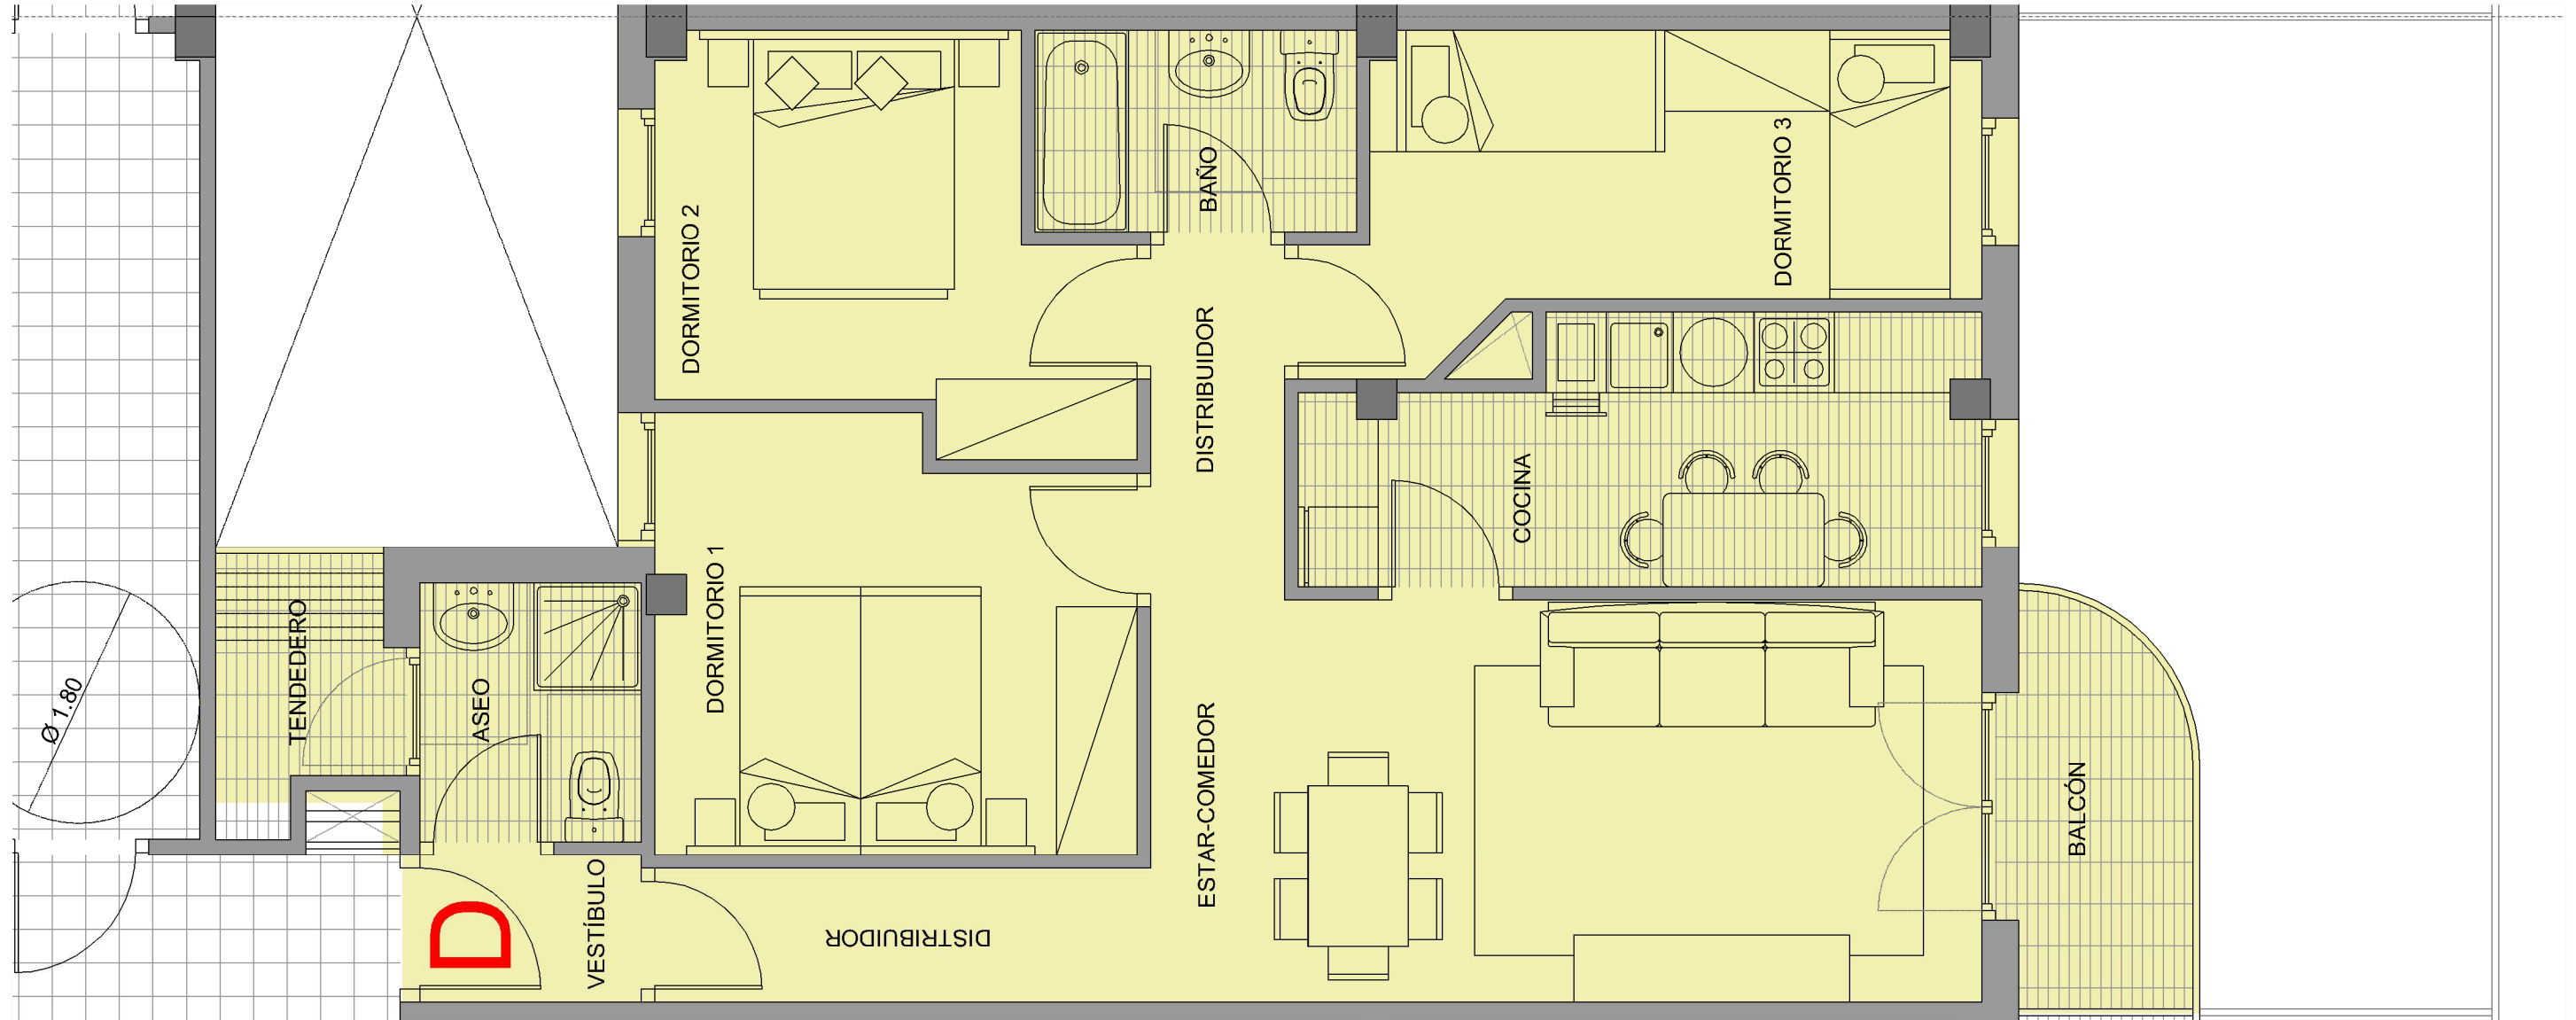 DORMITORIO 2
BAÑO
DORMITORIO 3
DISTRIBUIDOR
COCINA
DORMITORIO 1
TENDEDERO
ASEO
Ø 1.80
ESTAR-COMEDOR
BALCÓN
VESTÍBULO
D
DISTRIBUIDOR